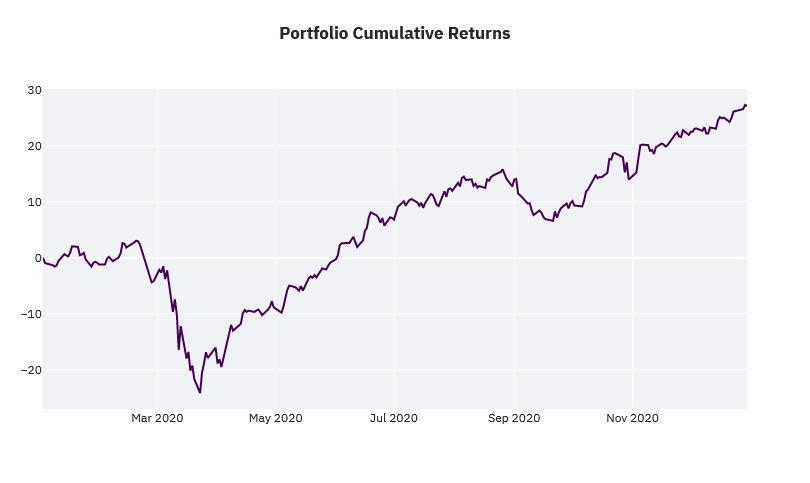 Portfolio Cumulative Returns
30
20
10
0
−10
−20
Mar 2020
May 2020
Jul 2020
Sep 2020
Nov 2020